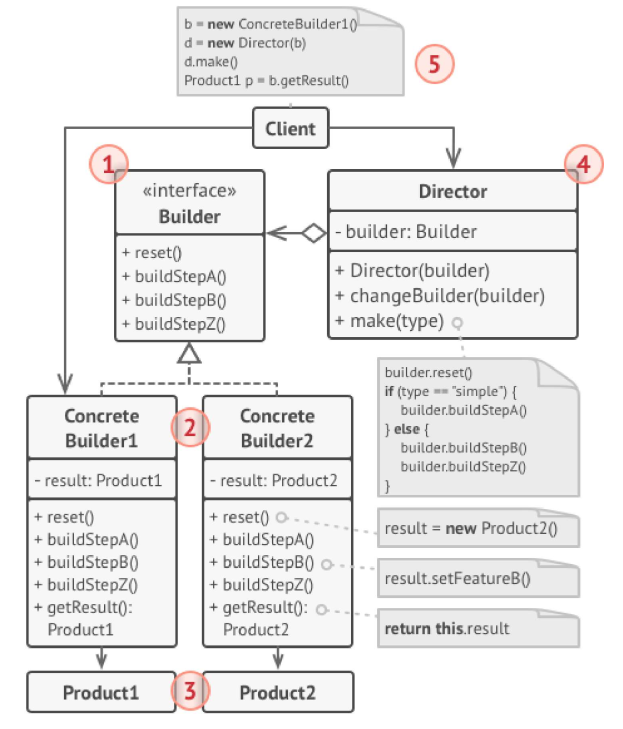 b = new ConcreteBuilder1()
d = new Director(b)
d.make()
Product1 p = b.getResult()
5
Client
1
«interface»
Builder
+ reset()
+ buildStepA()
+ buildStepB()
+ buildStepZ()
4
Director
- builder: Builder
+ Director(builder)
+ changeBuilder(builder)
+ make(type)
builder.reset()
if (type == "simple") {
builder.buildStepA()
} else {
builder.buildStepB()
builder.buildStepZ()
}
Concrete
Builder1
- result: Product1
+ reset()
+ buildStepA()
+ buildStepB()
+ buildStepZ()
+ getResult():
Product1
2
Concrete
Builder2
- result: Product2
+ reset()
+ buildStepA()
+ buildStepB()
+ buildStepZ()
+ getResult():
Product2
result = new Product2()
result.setFeatureB()
return this.result
Product1
3
Product2